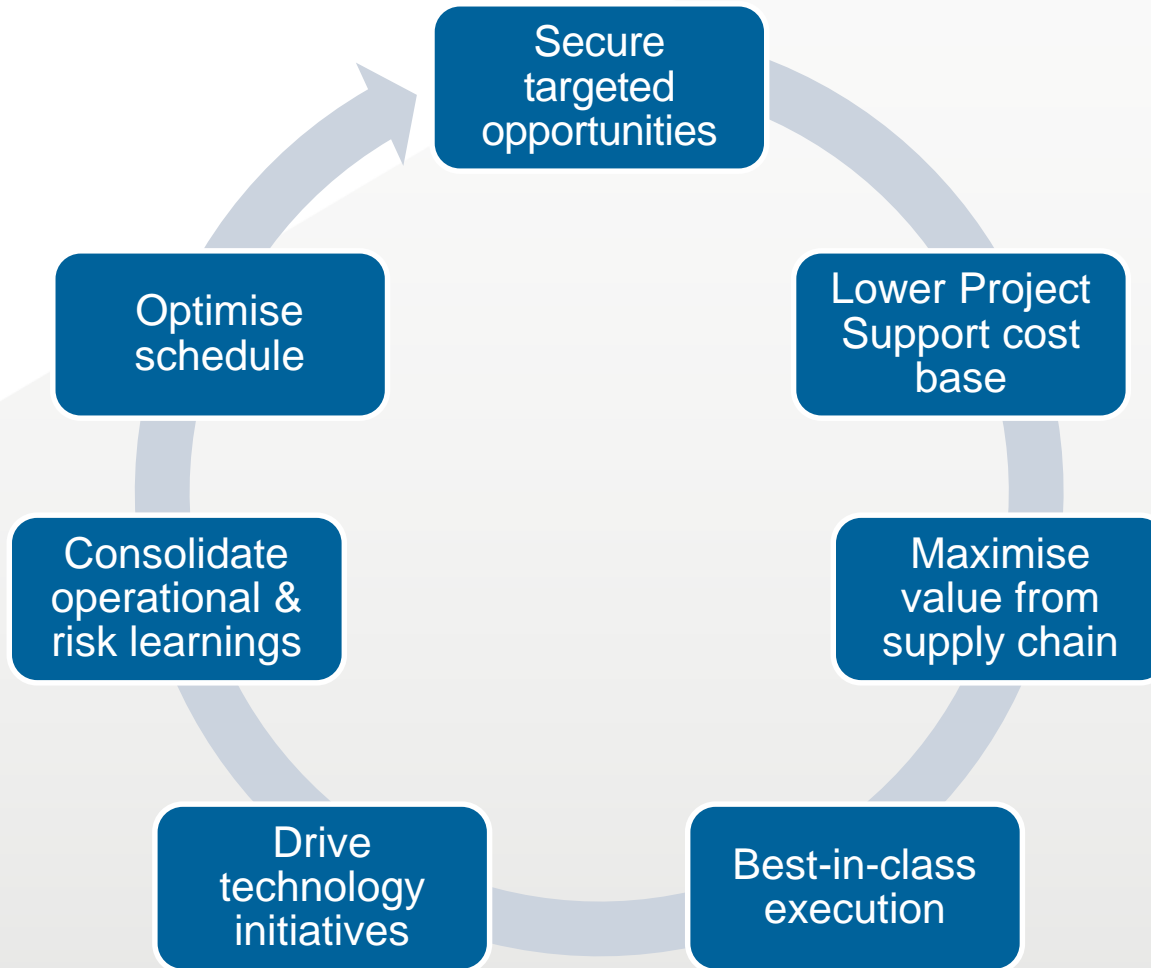 Secure
targeted
opportunities
Lower Project
Support cost
base
Maximise
value from
supply chain
Best-in-class
execution
Drive
technology
initiatives
Consolidate
operational &
risk learnings
Optimise
schedule